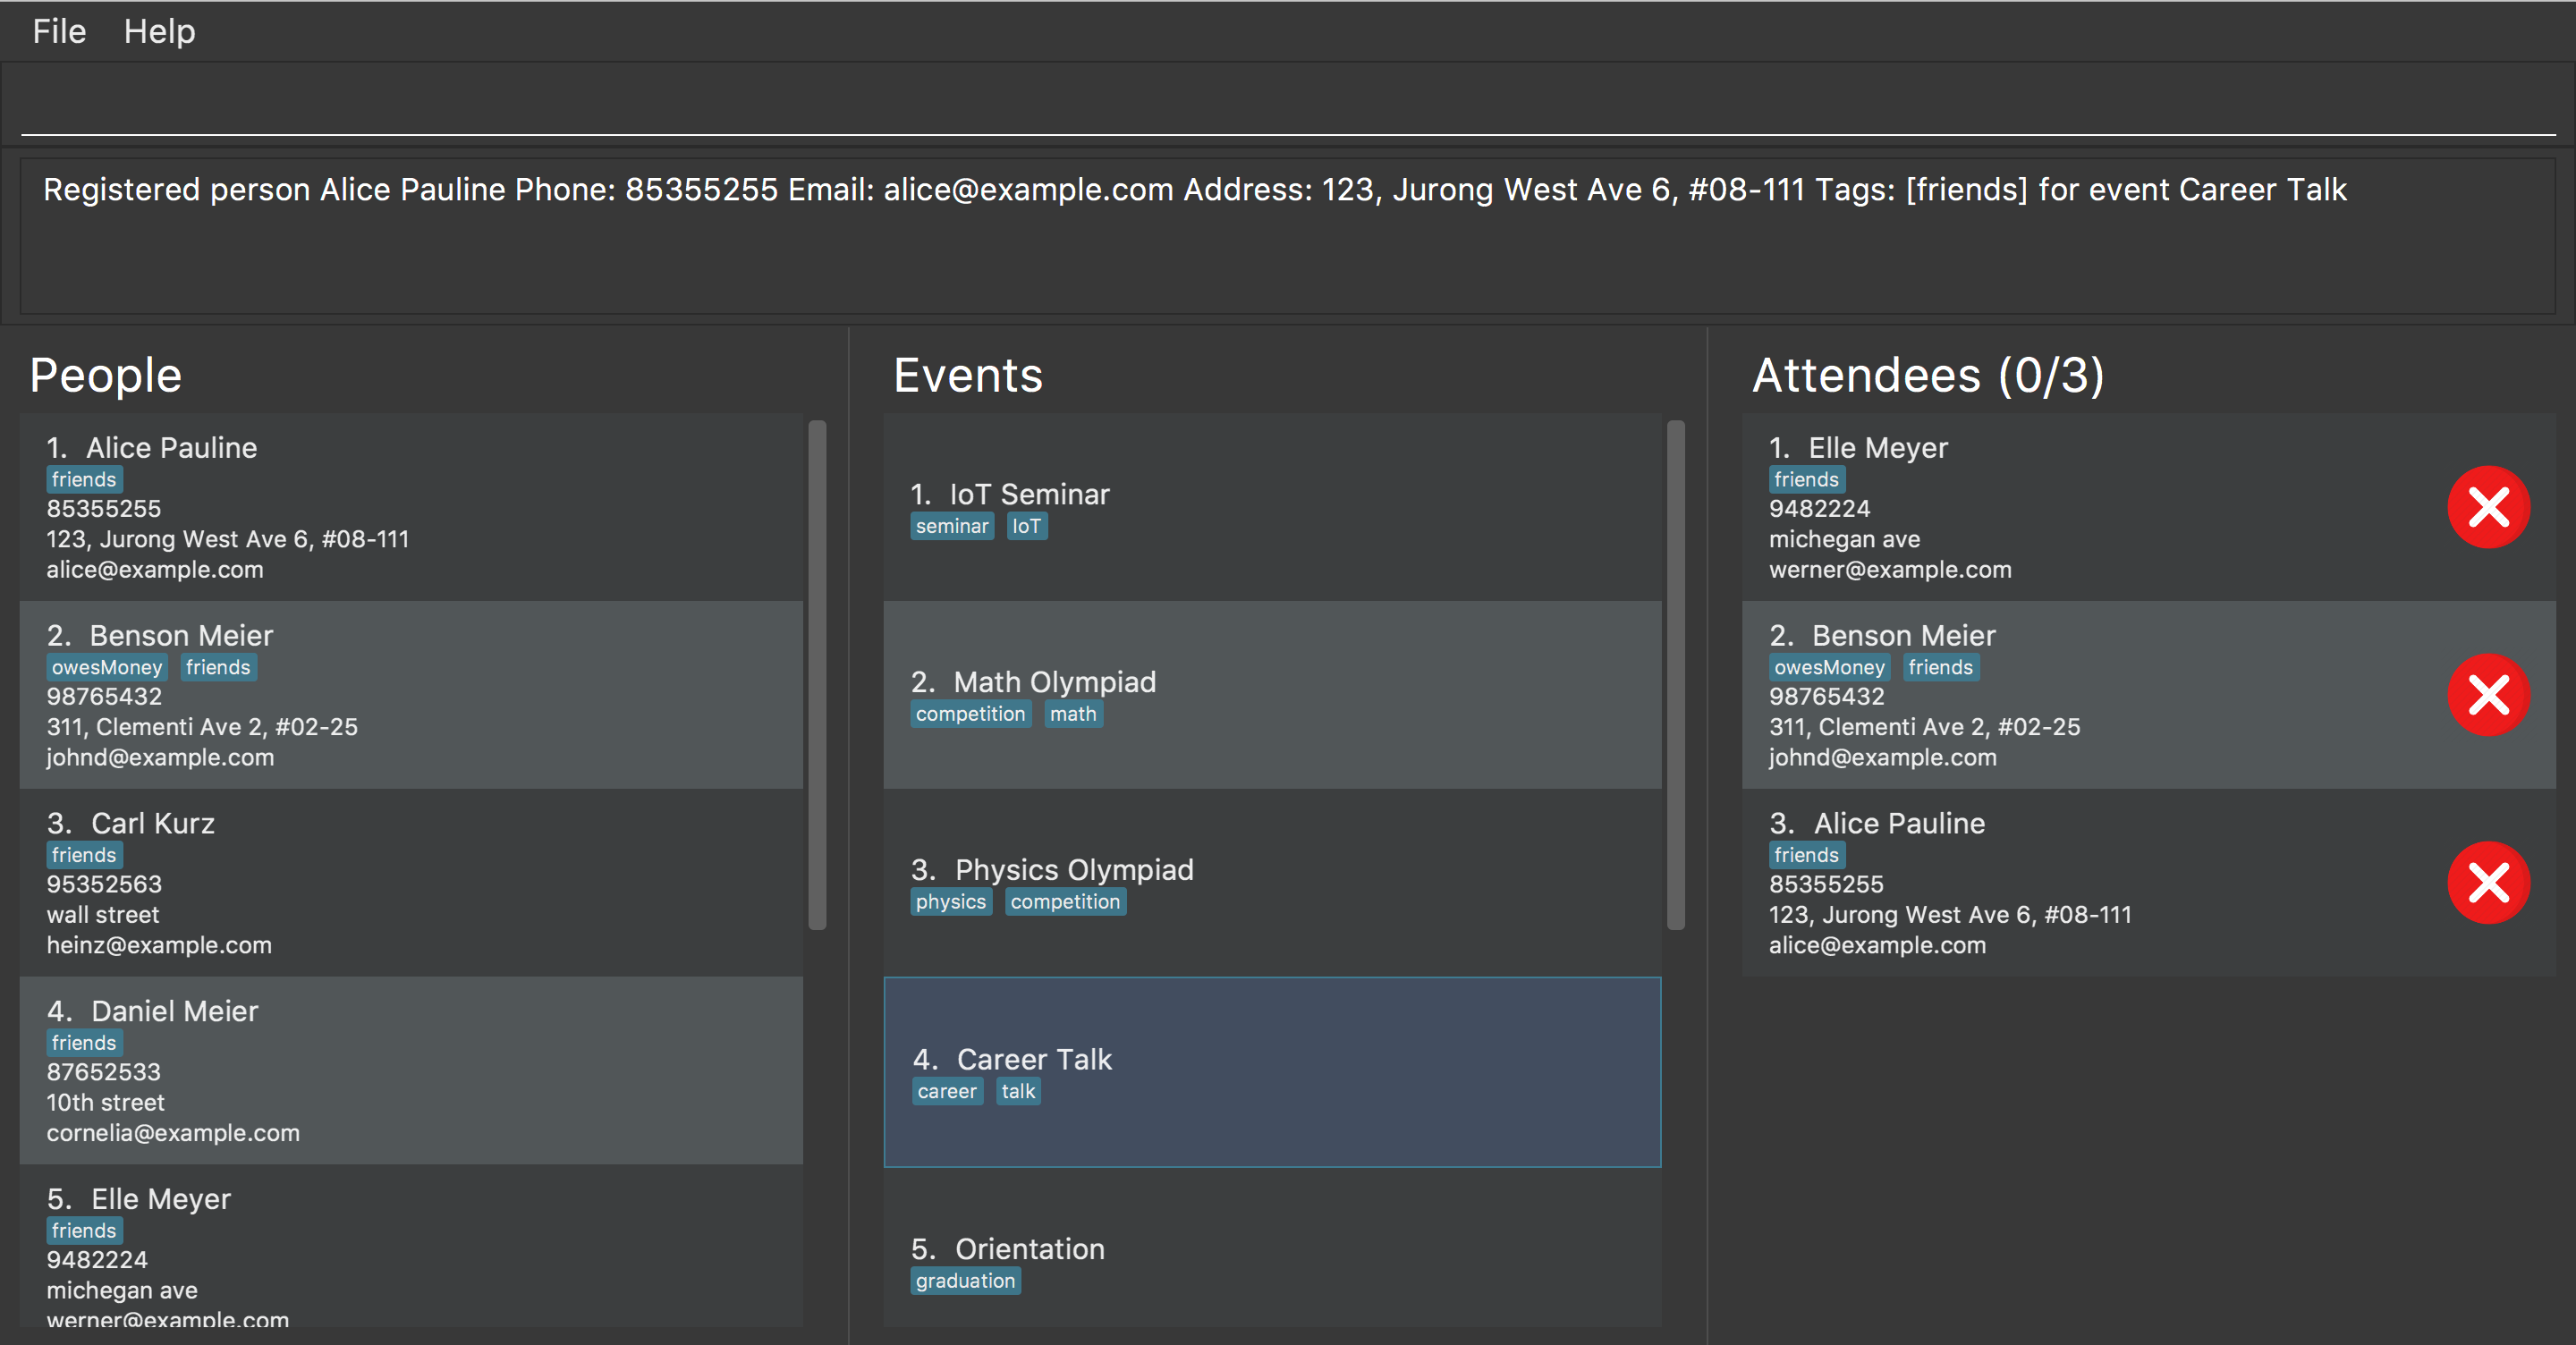 File Help
Registered person Alice Pauline Phone: 85355255 Email: alice@example.com Address: 123, Jurong West Ave 6, #08-111 Tags: [friends] for event Career Talk
People
1. Alice Pauline
friends
85355255
123, Jurong West Ave 6, #08-111
alice@example.com
2. Benson Meier
owesMoney friends
98765432
311, Clementi Ave 2, #02-25
johnd@example.com
3. Carl Kurz
friends
95352563
wall street
heinz@example.com
4. Daniel Meier
friends
87652533
10th street
cornelia@example.com
5. Elle Meyer
friends
9482224
michegan ave
werner@example.com
Events
1. IoT Seminar
seminar IoT
2. Math Olympiad
competition math
3. Physics Olympiad
physics competition
4. Career Talk
career talk
5. Orientation
graduation
Attendees (0/3)
1. Elle Meyer
friends
9482224
michegan ave
werner@example.com
2. Benson Meier
owesMoney friends
98765432
311, Clementi Ave 2, #02-25
johnd@example.com
3. Alice Pauline
friends
85355255
123, Jurong West Ave 6, #08-111
alice@example.com